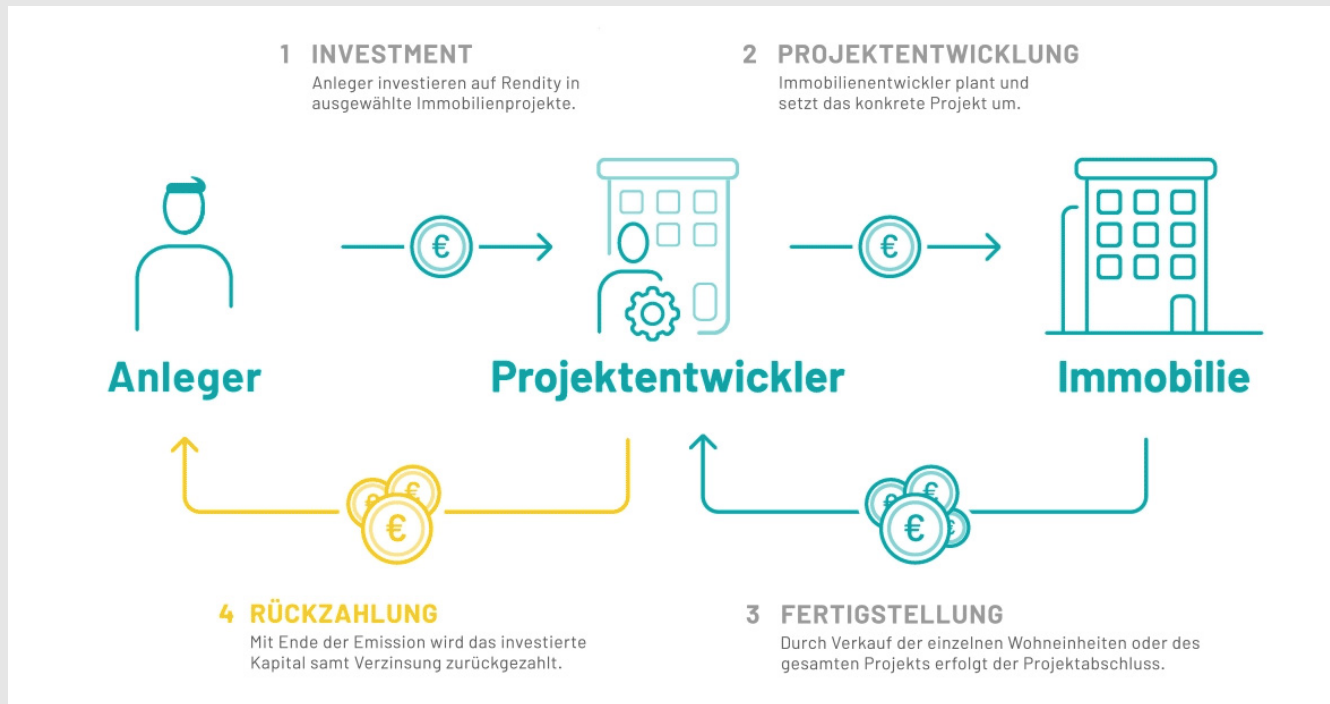 1 INVESTMENT
Anleger investieren auf Rendity in
ausgewählte Immobilienprojekte.
2 PROJEKTENTWICKLUNG
Immobilienentwickler plant und
setzt das konkrete Projekt um.
€
€
Anleger
Projektentwickler
Immobilie
€ € €
€ € € €
4 RÜCKZAHLUNG
Mit Ende der Emission wird das investierte
Kapital samt Verzinsung zurückgezahlt.
3 FERTIGSTELLUNG
Durch Verkauf der einzelnen Wohneinheiten oder des
gesamten Projekts erfolgt der Projektabschluss.